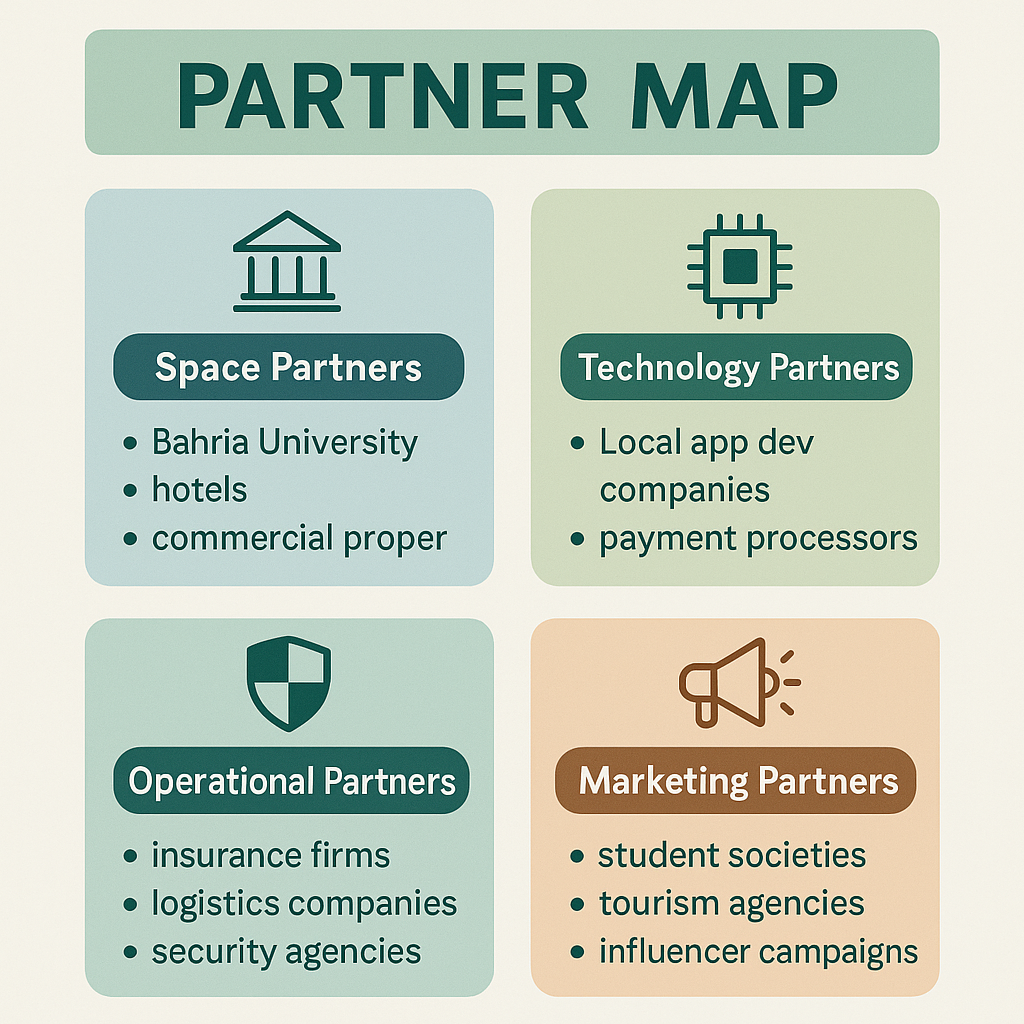 PARTNER MAP
Space Partners
• Bahria University
• hotels
• commercial proper
Technology Partners
• Local app dev
companies
• payment processors
Operational Partners
• insurance firms
• logistics companies
• security agencies
Marketing Partners
• student societies
• tourism agencies
• influencer campaigns